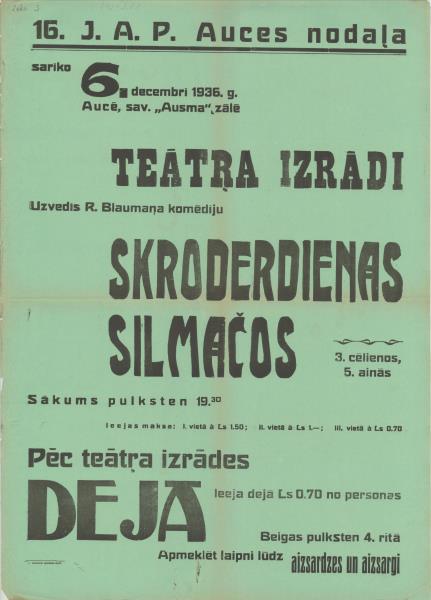 16. J. A. P. Auces nodaļa
sarīko 6. decembrī 1936. g.
Aucē, sav. „Ausma“ zālē
TEĀTŖA IZRĀDI
Uzvedīs R. Blaumaņa komēdiju
SKRODERDIENAS
SILMAČOS
3. cēlienos,
5. ainās
Sākums pulksten 19.30
Ieejas maksa: I. vietā à Ls 1.50; II. vietā à Ls 1.—; III. vietā à Ls 0.70
Pēc teātŗa izrādes
DEJA
Ieeja dejā Ls 0.70 no personas
Beigas pulksten 4. rītā
Apmeklēt laipni lūdz aizsardzes un aizsargi